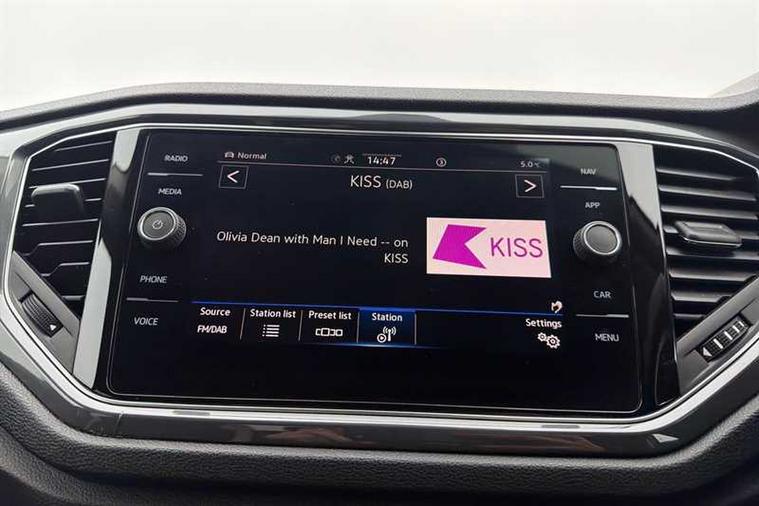 RADIO
MEDIA
PHONE
VOICE
Normal
14:47
5.0°C
KISS (DAB)
Olivia Dean with Man I Need -- on
KISS
KISS
Source
FM/DAB
Station list
Preset list
Station
Settings
NAV
APP
CAR
MENU